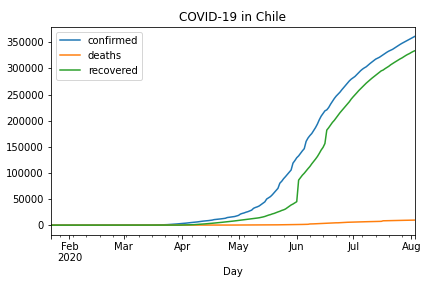 COVID-19 in Chile
confirmed
deaths
recovered
350000
300000
250000
200000
150000
100000
50000
0
Feb Mar Apr May Jun Jul Aug
2020
Day